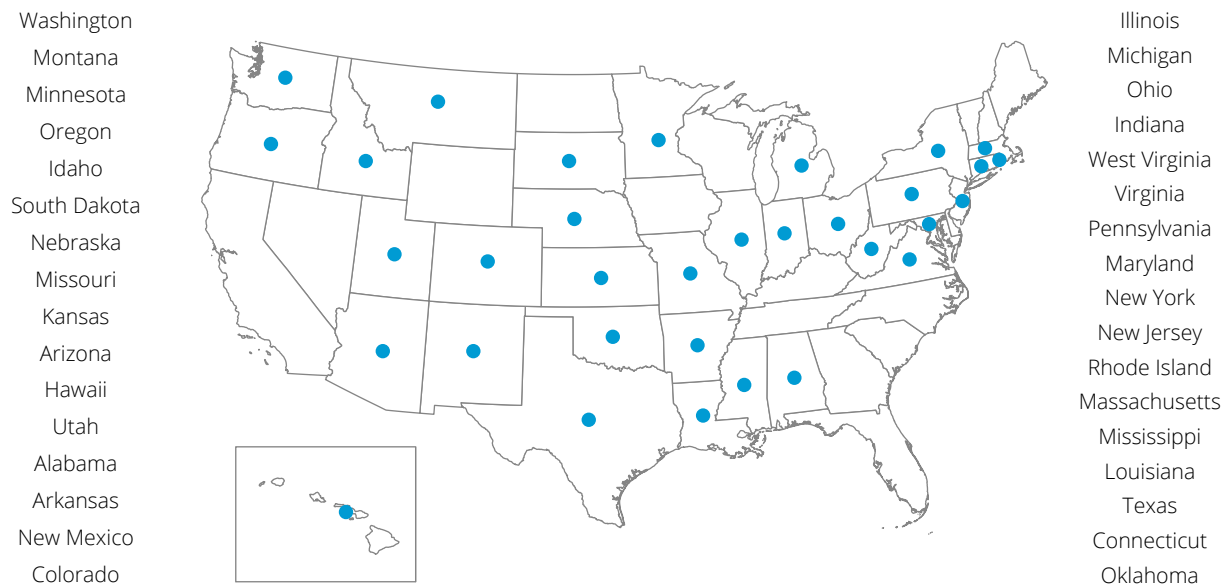 Washington
Montana
Minnesota
Oregon
Idaho
South Dakota
Nebraska
Missouri
Kansas
Arizona
Hawaii
Utah
Alabama
Arkansas
New Mexico
Colorado
Illinois
Michigan
Ohio
Indiana
West Virginia
Virginia
Pennsylvania
Maryland
New York
New Jersey
Rhode Island
Massachusetts
Mississippi
Louisiana
Texas
Connecticut
Oklahoma